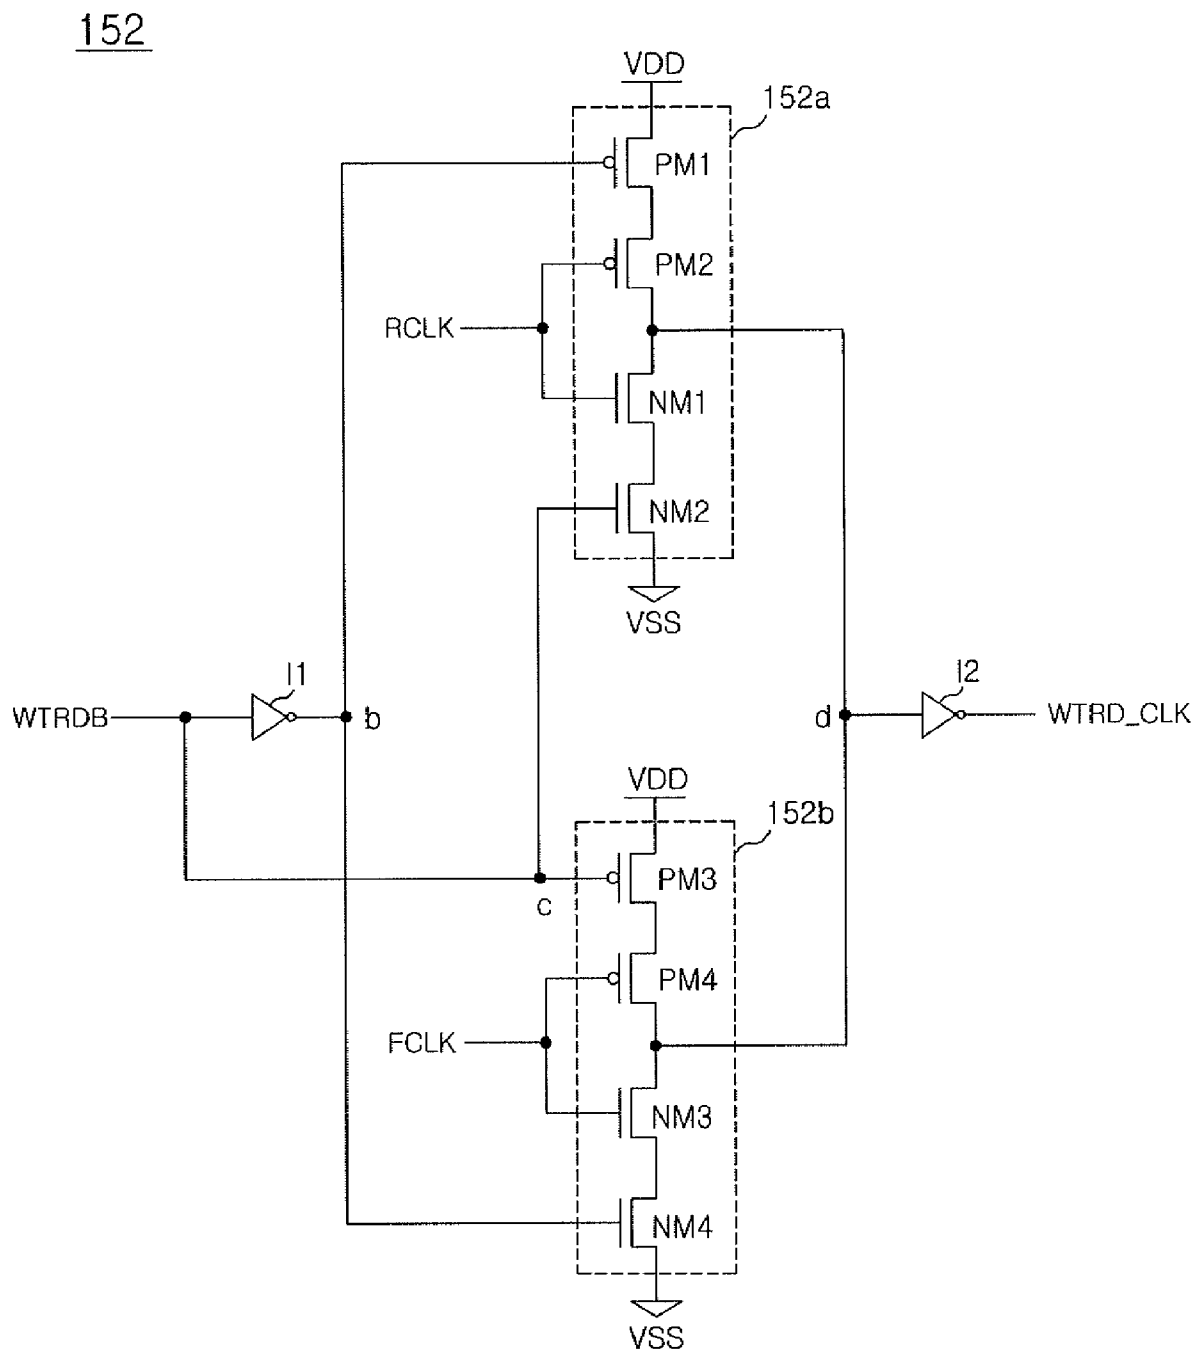 152
VDD
152a
PM1
PM2
RCLK
NM1
NM2
VSS
I1
I2
WTRDB
b
d
WTRD_CLK
VDD
152b
PM3
c
PM4
FCLK
NM3
NM4
VSS